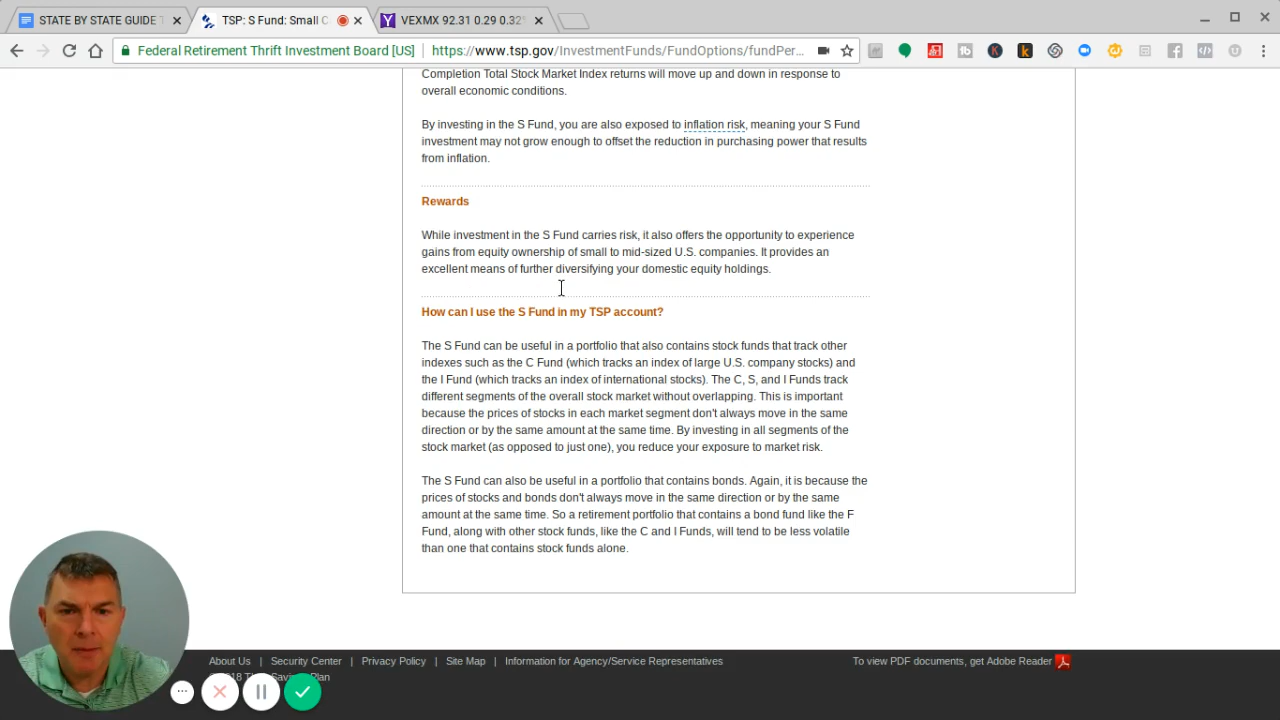 STATE BY STATE GUIDE T
TSP: S Fund: Small C
VEXMX 92.31 0.29 0.32%
Federal Retirement Thrift Investment Board [US]
https://www.tsp.gov/InvestmentFunds/FundOptions/fundPer...
Completion Total Stock Market Index returns will move up and down in response to
overall economic conditions.
By investing in the S Fund, you are also exposed to inflation risk, meaning your S Fund
investment may not grow enough to offset the reduction in purchasing power that results
from inflation.
Rewards
While investment in the S Fund carries risk, it also offers the opportunity to experience
gains from equity ownership of small to mid-sized U.S. companies. It provides an
excellent means of further diversifying your domestic equity holdings.
How can I use the S Fund in my TSP account?
The S Fund can be useful in a portfolio that also contains stock funds that track other
indexes such as the C Fund (which tracks an index of large U.S. company stocks) and
the I Fund (which tracks an index of international stocks). The C, S, and I Funds track
different segments of the overall stock market without overlapping. This is important
because the prices of stocks in each market segment don't always move in the same
direction or by the same amount at the same time. By investing in all segments of the
stock market (as opposed to just one), you reduce your exposure to market risk.
The S Fund can also be useful in a portfolio that contains bonds. Again, it is because the
prices of stocks and bonds don't always move in the same direction or by the same
amount at the same time. So a retirement portfolio that contains a bond fund like the F
Fund, along with other stock funds, like the C and I Funds, will tend to be less volatile
than one that contains stock funds alone.
About Us | Security Center | Privacy Policy | Site Map | Information for Agency/Service Representatives
To view PDF documents, get Adobe Reader